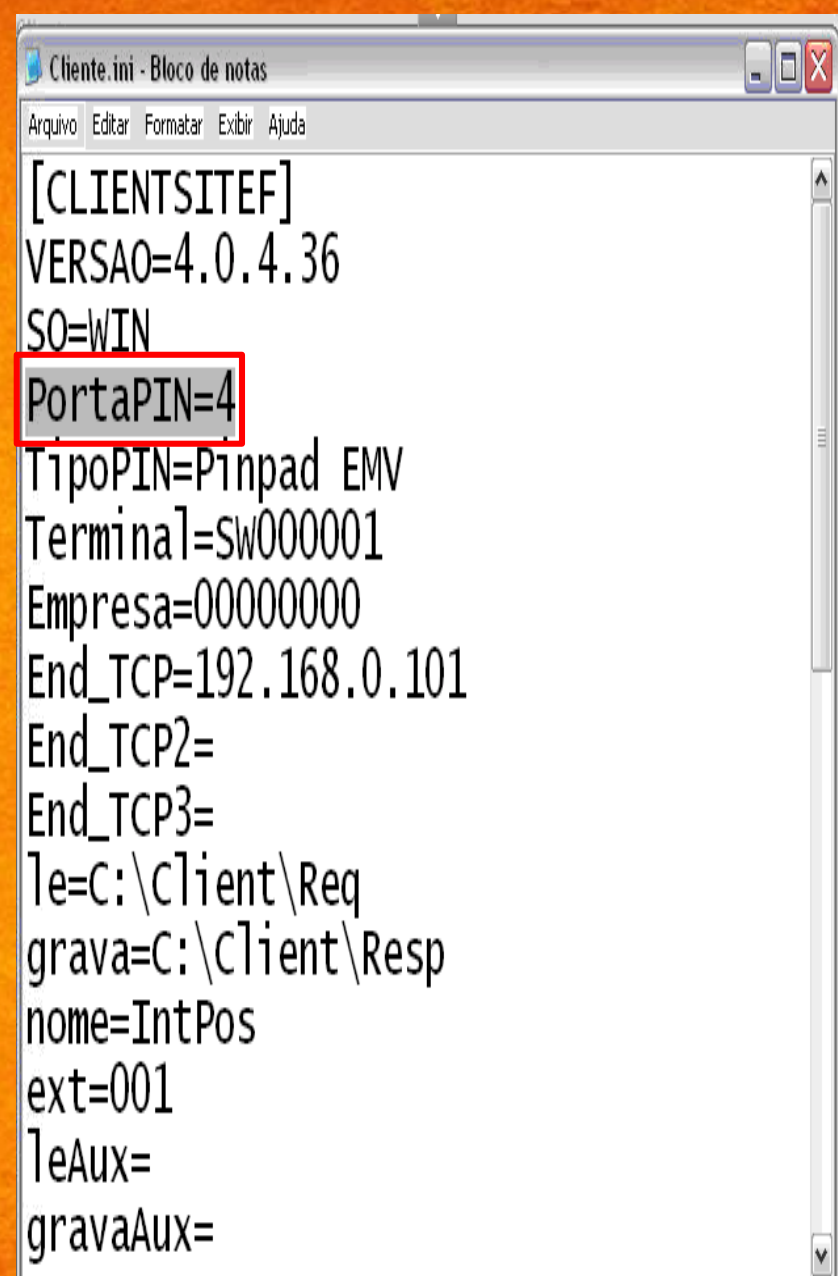 Cliente.ini - Bloco de notas
Arquivo Editar Formatar Exibir Ajuda
[CLIENTSITEF]
VERSAO=4.0.4.36
SO=WIN
PortaPIN=4
TipoPIN=Pinpad EMV
Terminal=SW000001
Empresa=00000000
End_TCP=192.168.0.101
End_TCP2=
End_TCP3=
le=C:\Client\Req
grava=C:\Client\Resp
nome=IntPos
ext=001
leAux=
gravaAux=